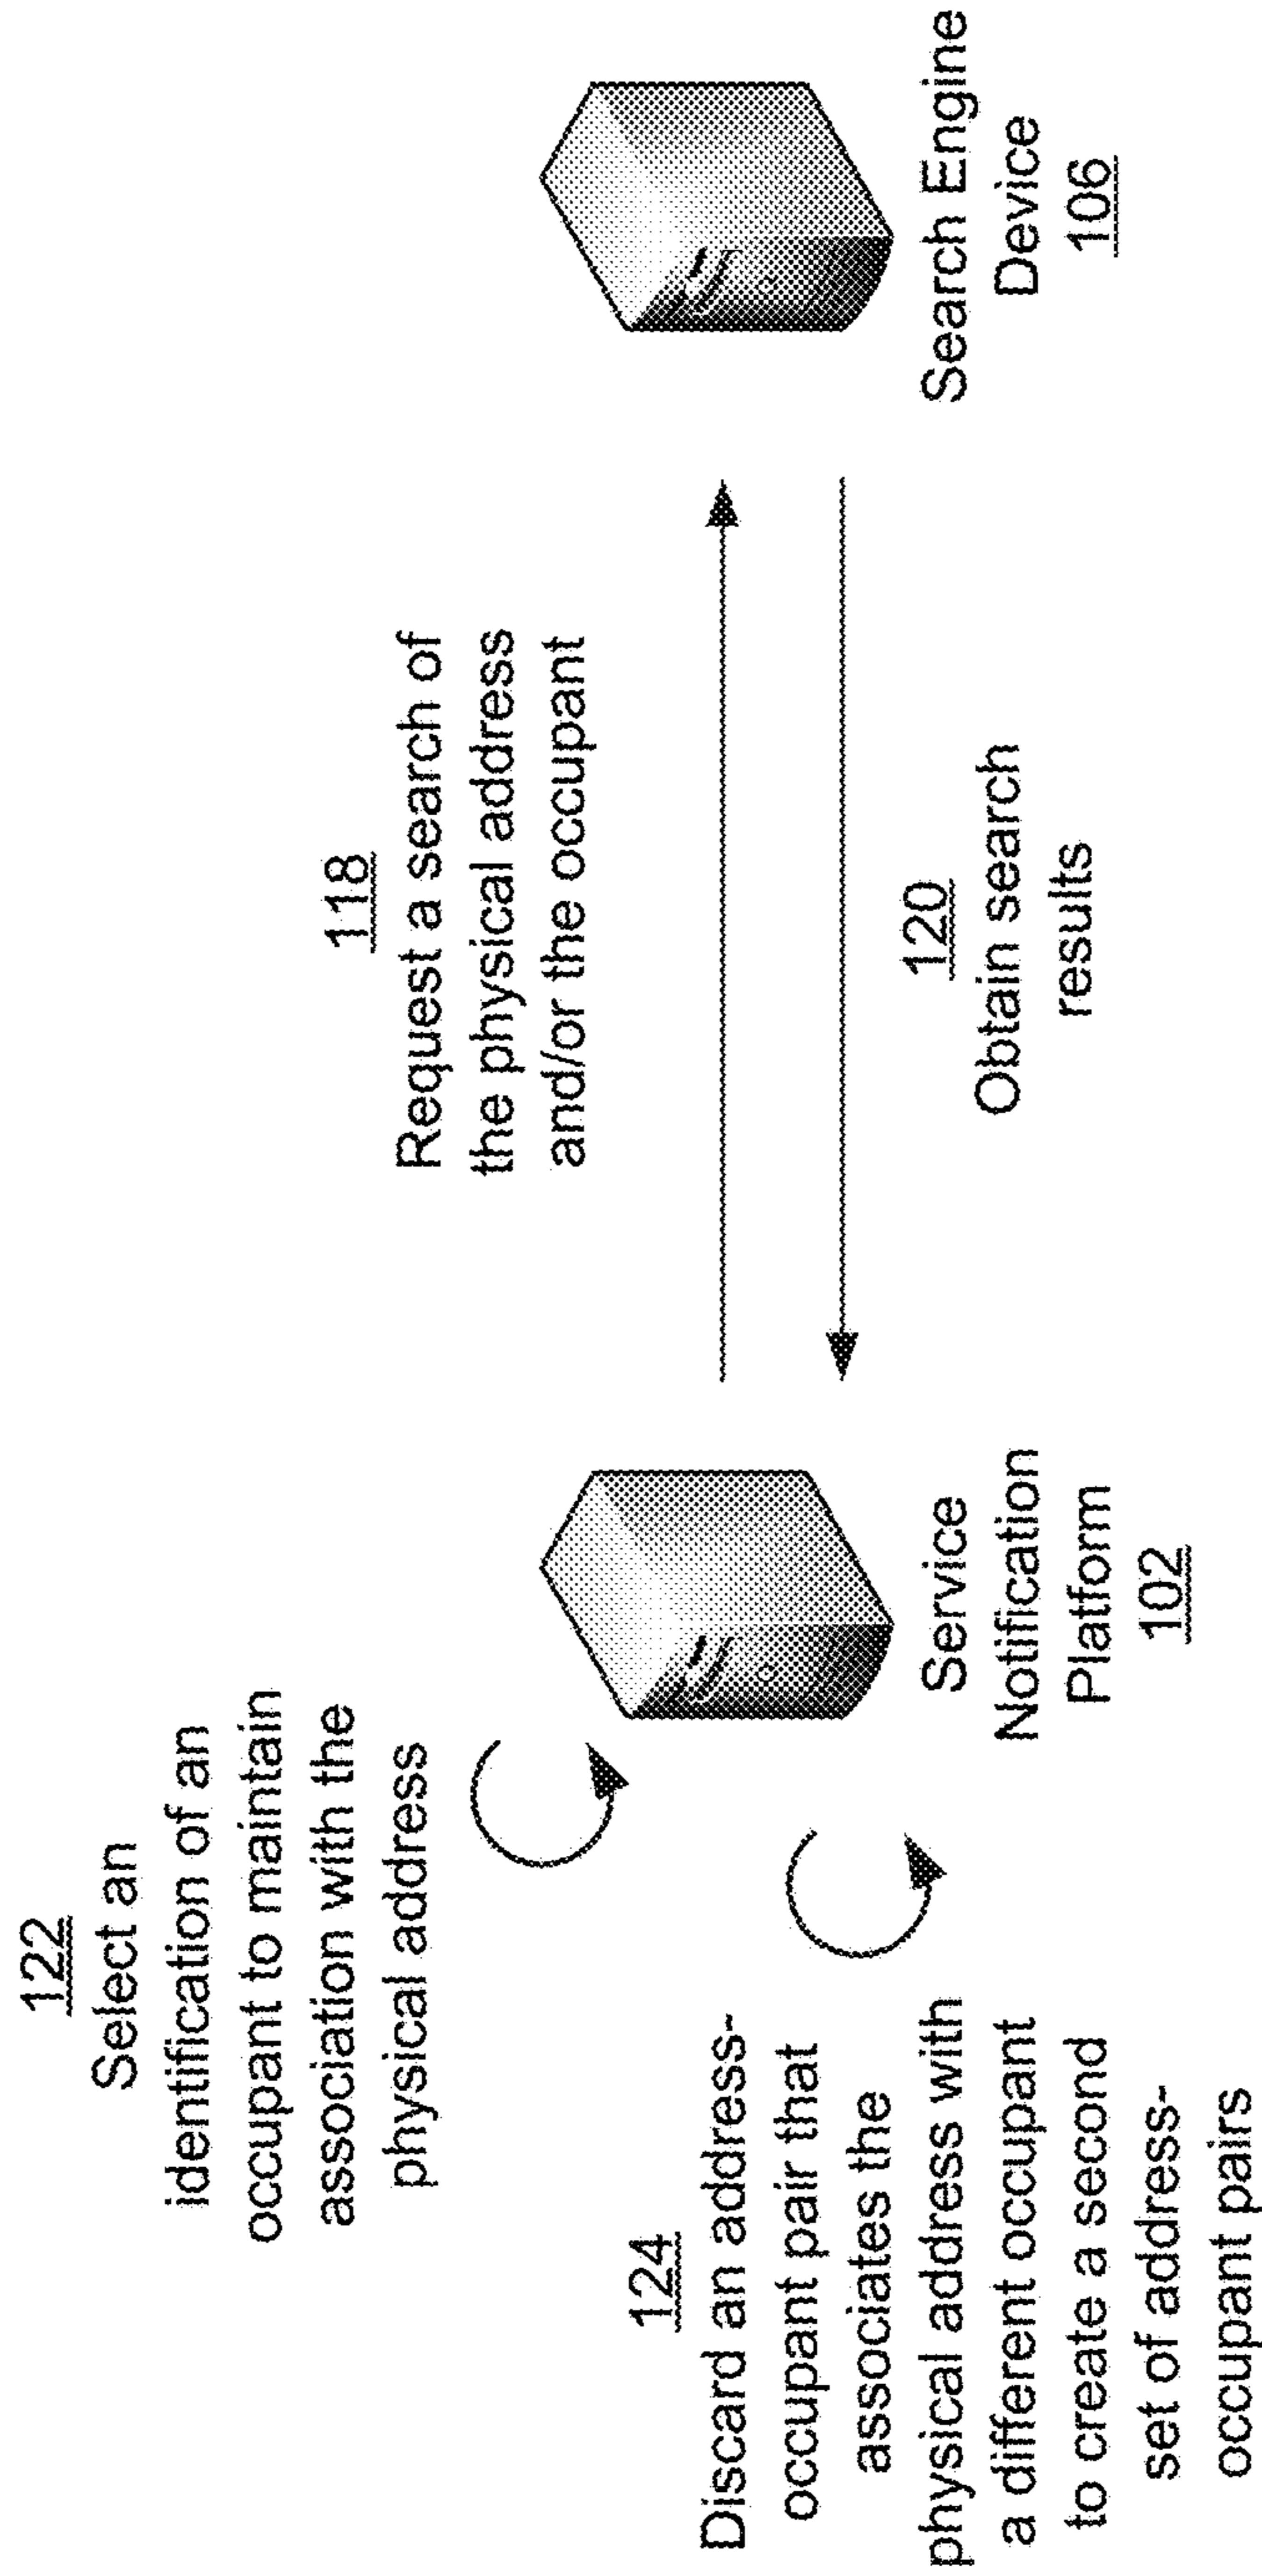 122
Select an
identification of an
occupant to maintain
association with the
physical address
124
Discard an address-
occupant pair that
associates the
physical address with
a different occupant
to create a second
set of address-
occupant pairs
Service
Notification
Platform
102
118
Request a search of
the physical address
and/or the occupant
120
Obtain search
results
Search Engine
Device
106